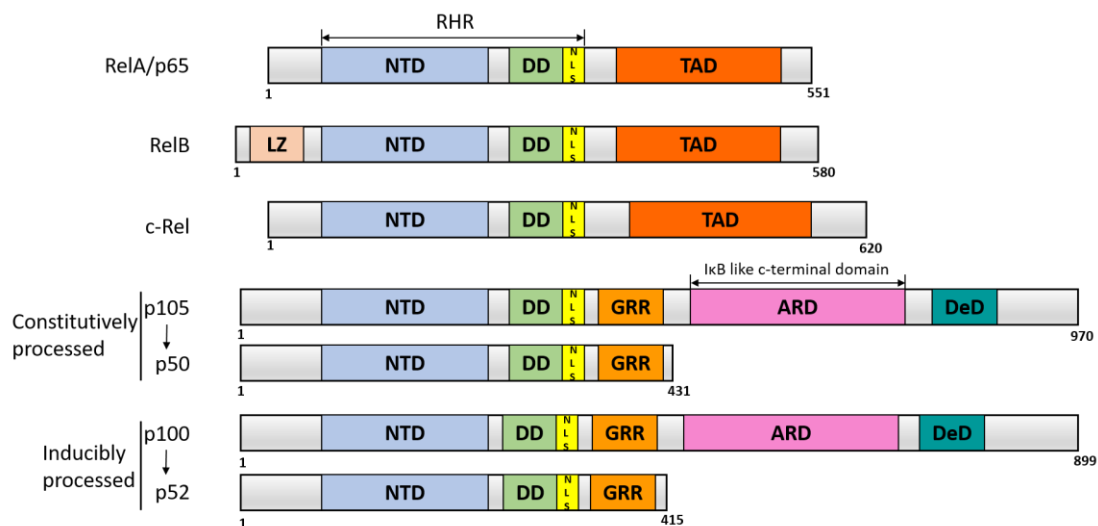 RHR
RelA/p65 NTD DD NLS TAD
1 551
RelB LZ NTD DD NLS TAD
1 580
c-Rel NTD DD NLS TAD
1 620
IκB like c-terminal domain
Constitutively processed
p105 NTD DD NLS GRR ARD DeD
1 970
p50 NTD DD NLS GRR
1 431
Inducibly processed
p100 NTD DD NLS GRR ARD DeD
1 899
p52 NTD DD NLS GRR
1 415